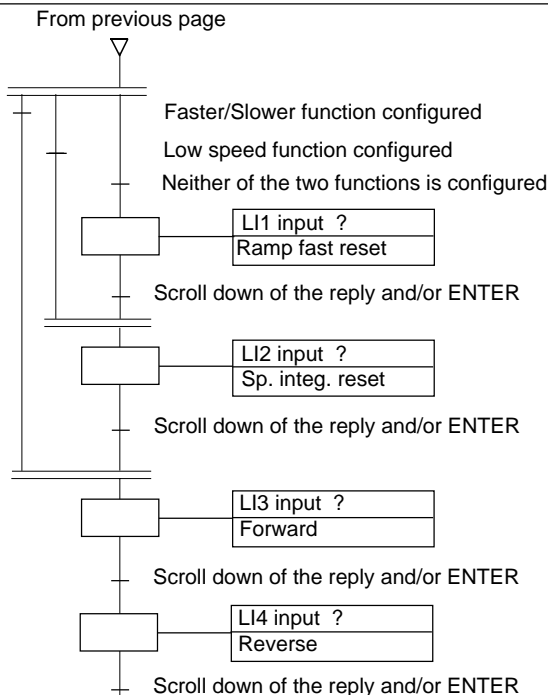 From previous page
Faster/Slower function configured
Low speed function configured
Neither of the two functions is configured
LI1 input ?
Ramp fast reset
Scroll down of the reply and/or ENTER
LI2 input ?
Sp. integ. reset
Scroll down of the reply and/or ENTER
LI3 input ?
Forward
Scroll down of the reply and/or ENTER
LI4 input ?
Reverse
Scroll down of the reply and/or ENTER